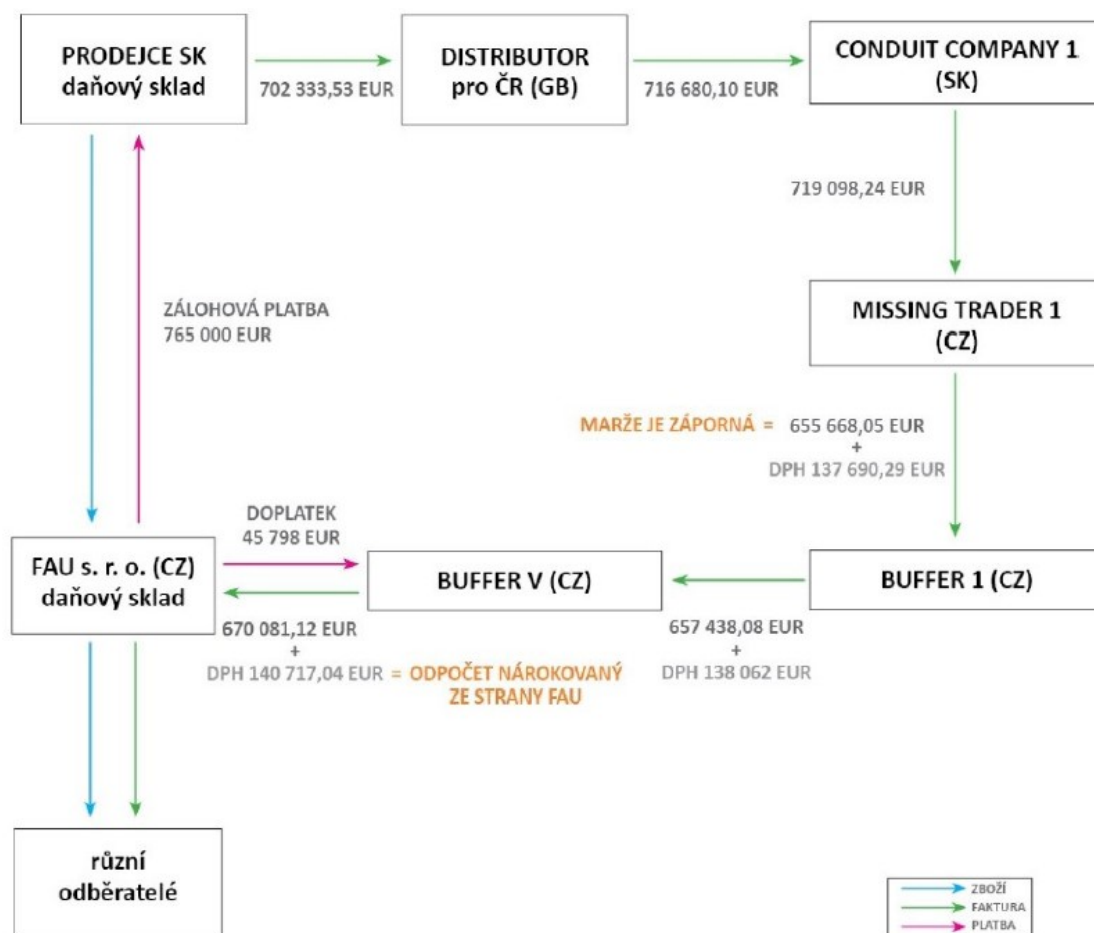 PRODEJCE SK
daňový sklad
702 333,53 EUR
DISTRIBUTOR
pro ČR (GB)
716 680,10 EUR
CONDUIT COMPANY 1
(SK)
719 098,24 EUR
ZÁLOHOVÁ PLATBA
765 000 EUR
MISSING TRADER 1
(CZ)
MARŽE JE ZÁPORNÁ = 655 668,05 EUR
+
DPH 137 690,29 EUR
DOPLATEK
45 798 EUR
FAU s. r. o. (CZ)
daňový sklad
BUFFER V (CZ)
BUFFER 1 (CZ)
670 081,12 EUR
+
DPH 140 717,04 EUR = ODPOČET NÁROKOVANÝ
ZE STRANY FAU
657 438,08 EUR
+
DPH 138 062 EUR
různí
odběratelé
ZBOŽÍ
FAKTURA
PLATBA